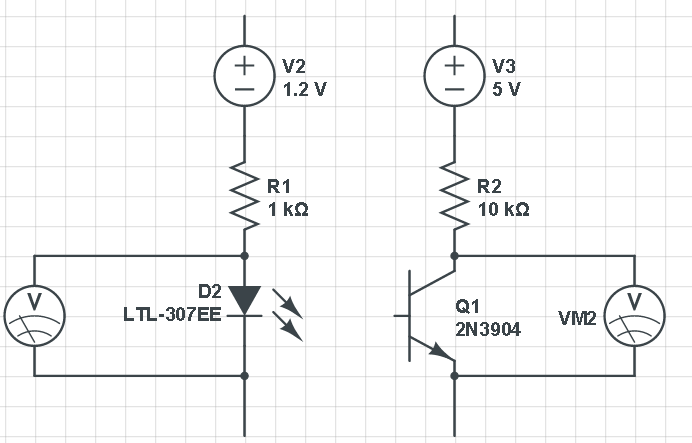 V2
1.2 V
V3
5 V
R1
1 kΩ
R2
10 kΩ
V
D2
LTL-307EE
Q1
2N3904
VM2
V